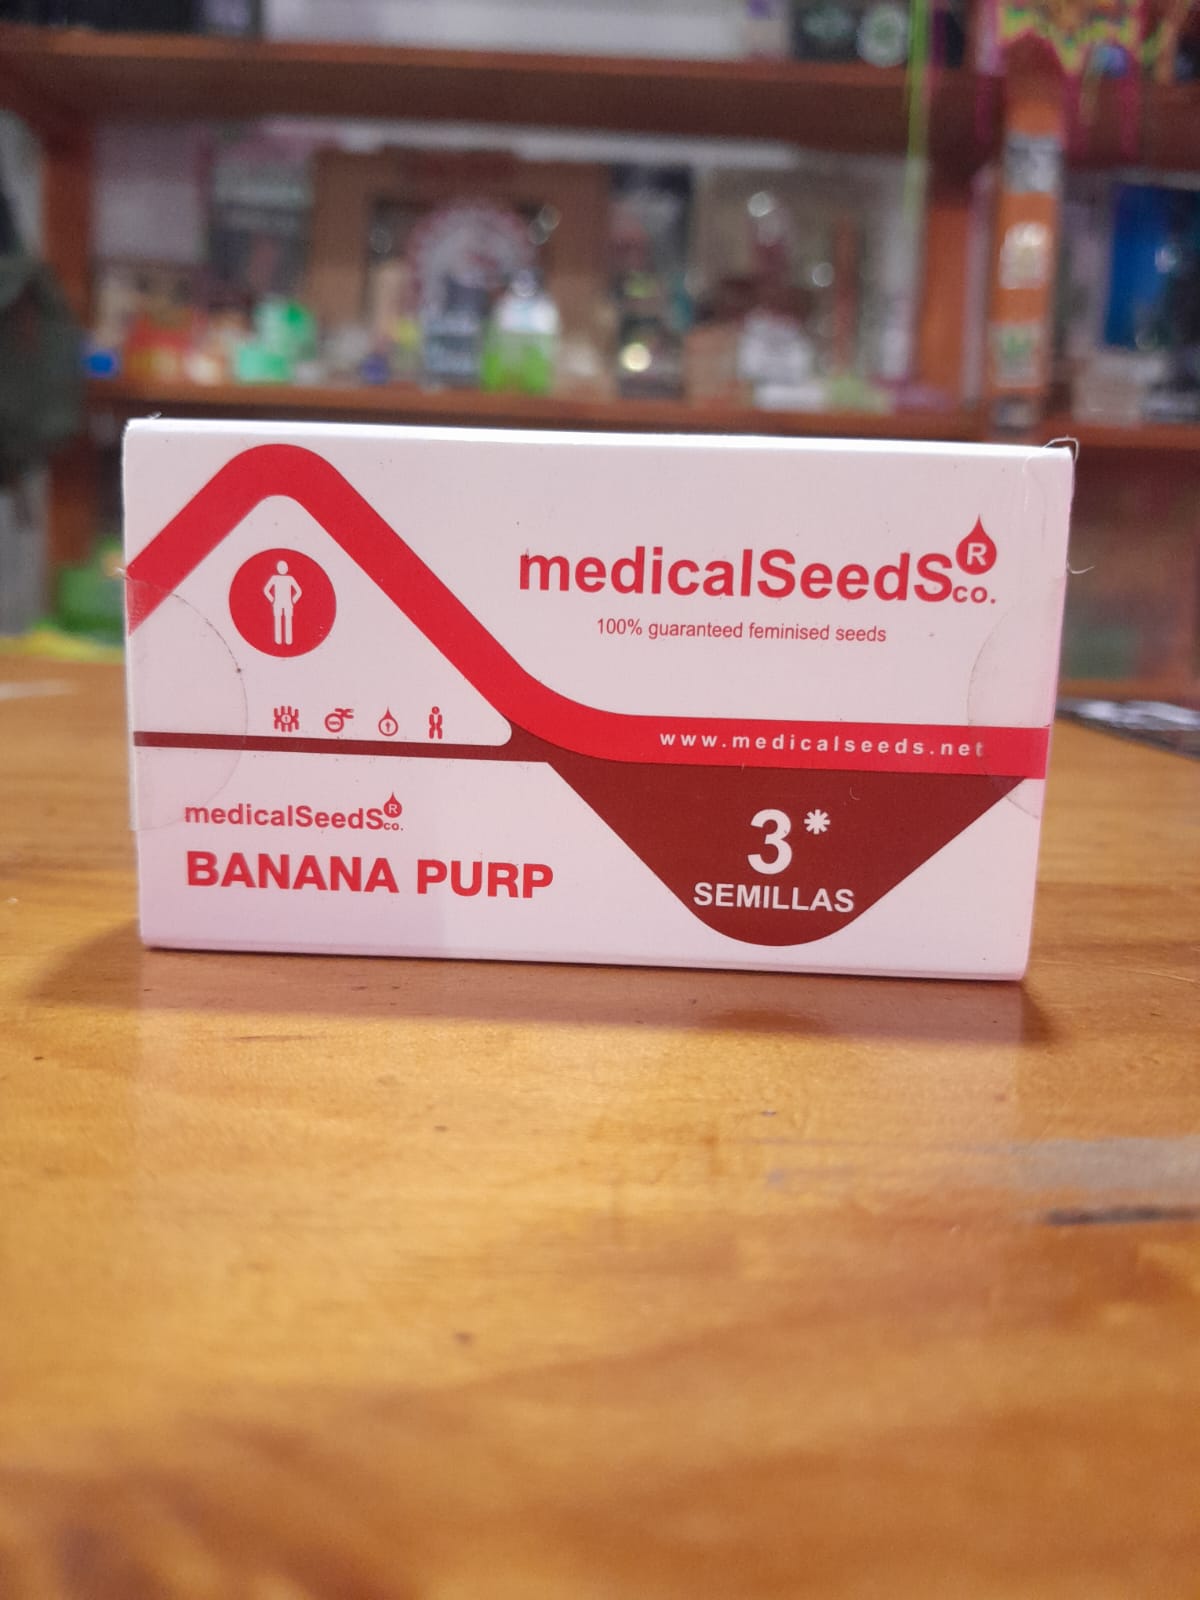 medicalSeedS®co.
100% guaranteed feminised seeds
www.medicalseeds.net
medicalSeedS®co.
BANANA PURP
3*
SEMILLAS